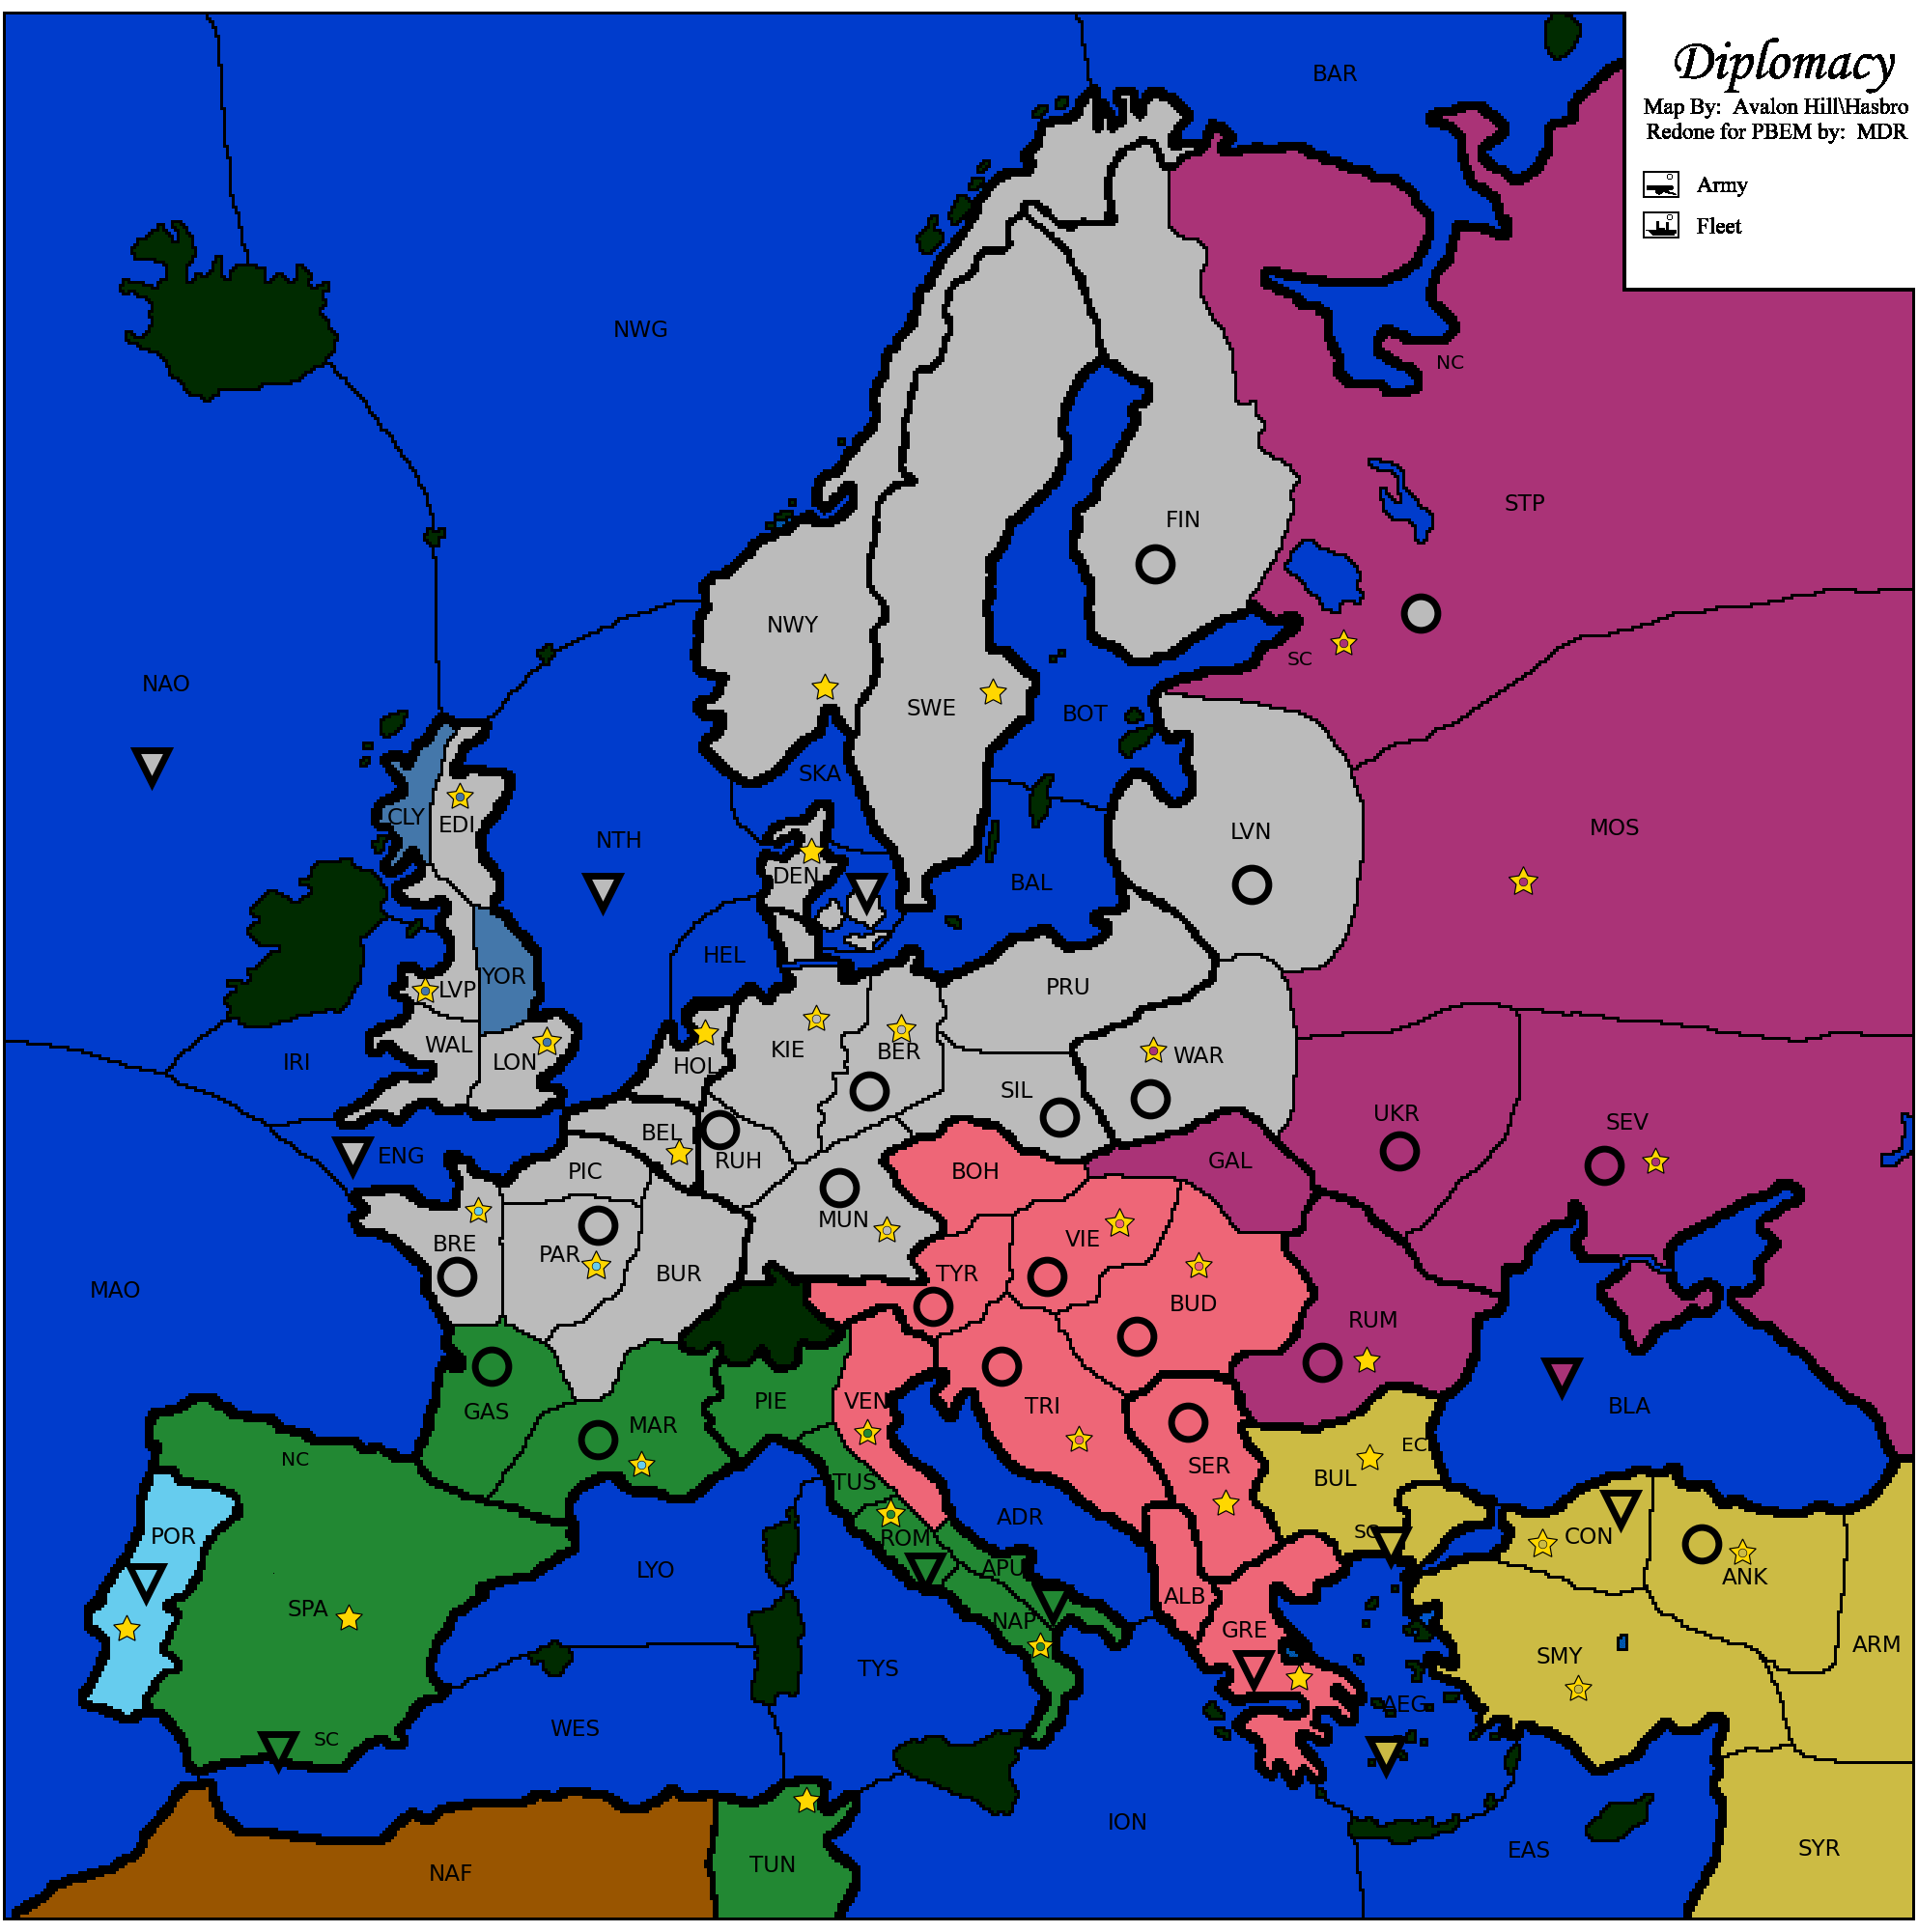 BAR
Diplomacy
Map By: Avalon Hill\Hasbro
Redone for PBEM by: MDR
Army
Fleet
NWG
NC
STP
FIN
NWY
SC
NAO
SWE
BOT
SKA
CLY
EDI
NTH
LVN
MOS
DEN
BAL
HEL
YOR
LVP
PRU
WAL
LON
IRI
HOL
KIE
BER
WAR
SIL
UKR
SEV
ENG
BEL
PIC
RUH
BOH
GAL
MUN
BRE
PAR
BUR
VIE
TYR
MAO
BUD
RUM
GAS
MAR
PIE
VEN
TRI
BLA
NC
EC
SER
BUL
TUS
POR
ADR
SC
CON
ROM
LYO
APU
ANK
SPA
ALB
NAP
GRE
ARM
SMY
TYS
AEG
WES
SC
ION
EAS
SYR
TUN
NAF